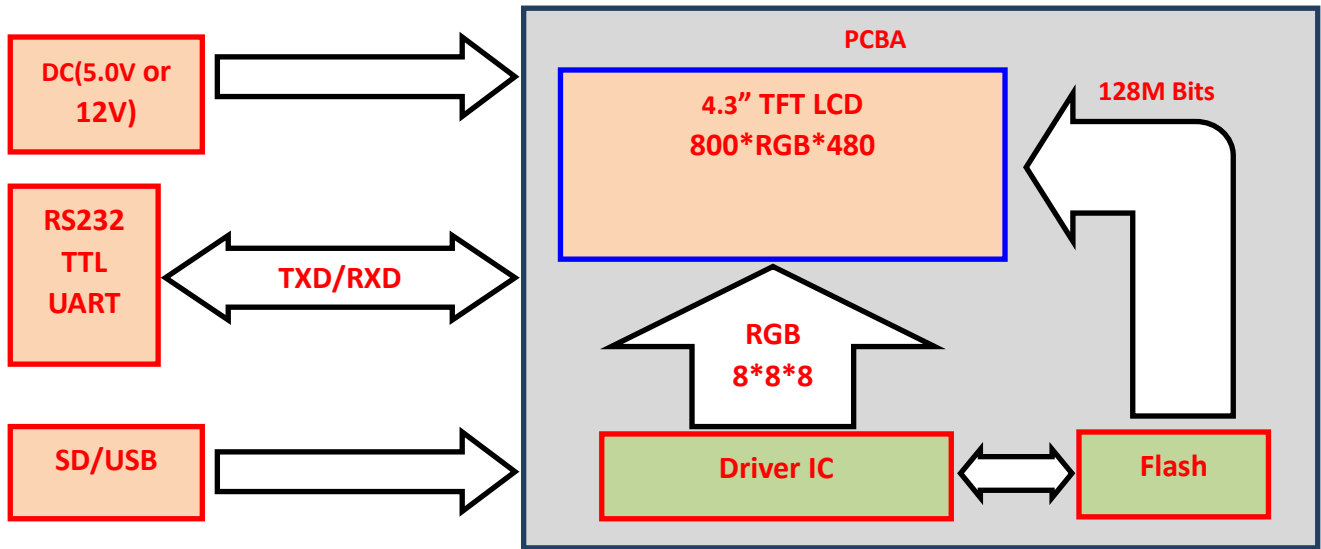 PCBA
DC(5.0V or
12V)
4.3” TFT LCD
800*RGB*480
128M Bits
RS232
TTL
UART
TXD/RXD
RGB
8*8*8
SD/USB
Driver IC
Flash